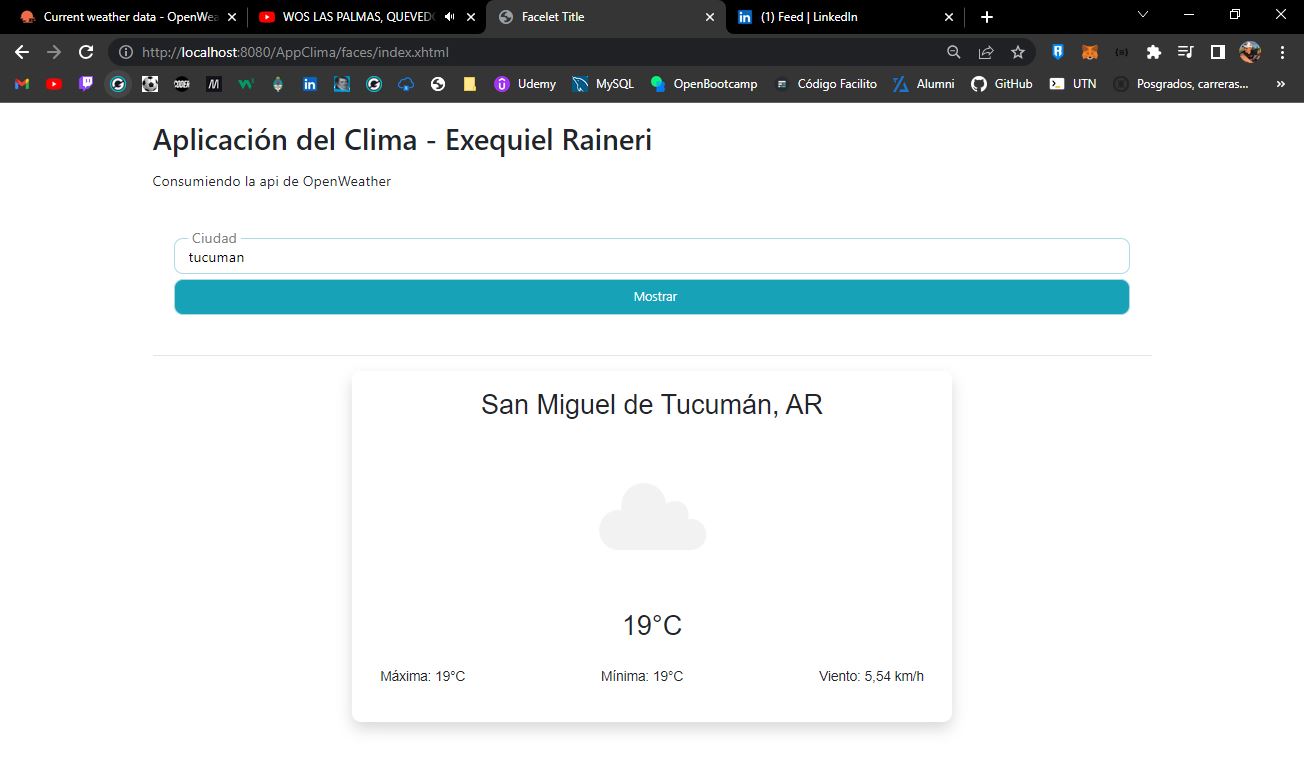 Current weather data - OpenWea
WOS LAS PALMAS, QUEVEDO
Facelet Title
(1) Feed | LinkedIn
http://localhost:8080/AppClima/faces/index.xhtml
Udemy
MySQL
OpenBootcamp
Código Facilito
Alumni
GitHub
UTN
Posgrados, carreras...
»
Aplicación del Clima - Exequiel Raineri
Consumiendo la api de OpenWeather
Ciudad
tucuman
Mostrar
San Miguel de Tucumán, AR
19°C
Máxima: 19°C
Mínima: 19°C
Viento: 5,54 km/h